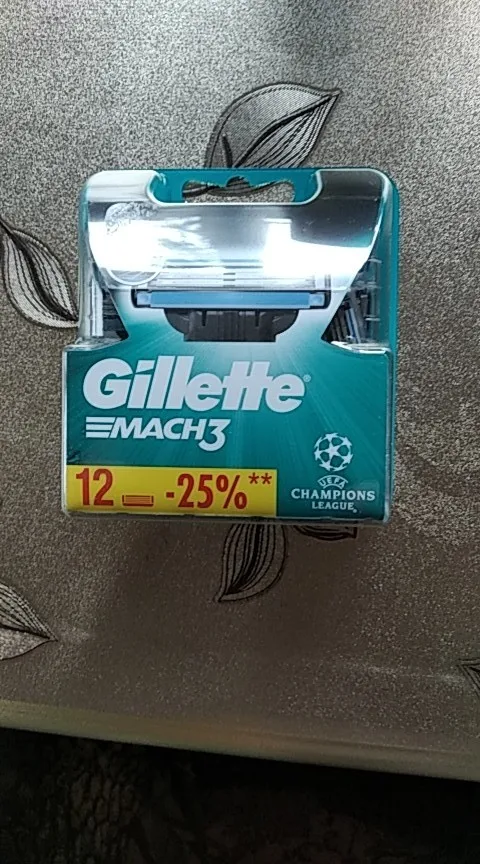 Gillette®
MACH3
12 -25%**
UEFA
CHAMPIONS
LEAGUE